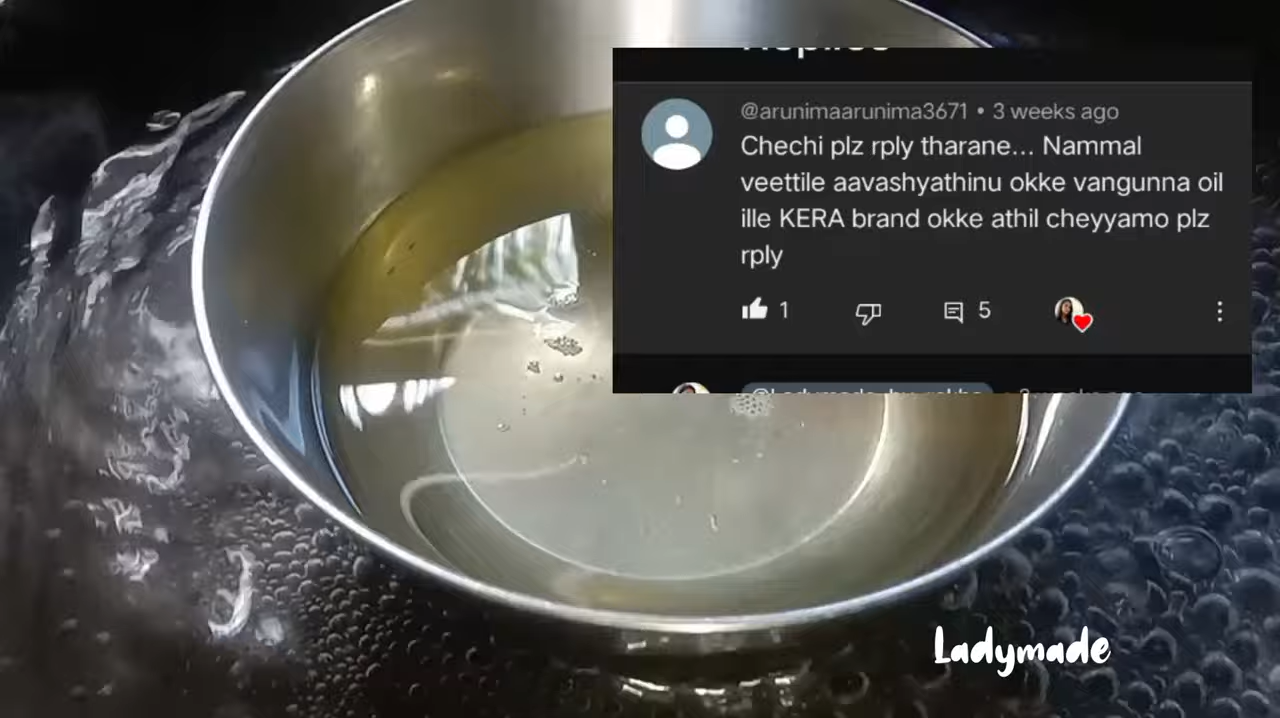 Replies
@arunimaarunima3671 • 3 weeks ago
Chechi plz rply tharane... Nammal
veettile aavashyathinu okke vangunna oil
ille KERA brand okke athil cheyyamo plz
rply
1
5
Ladymade